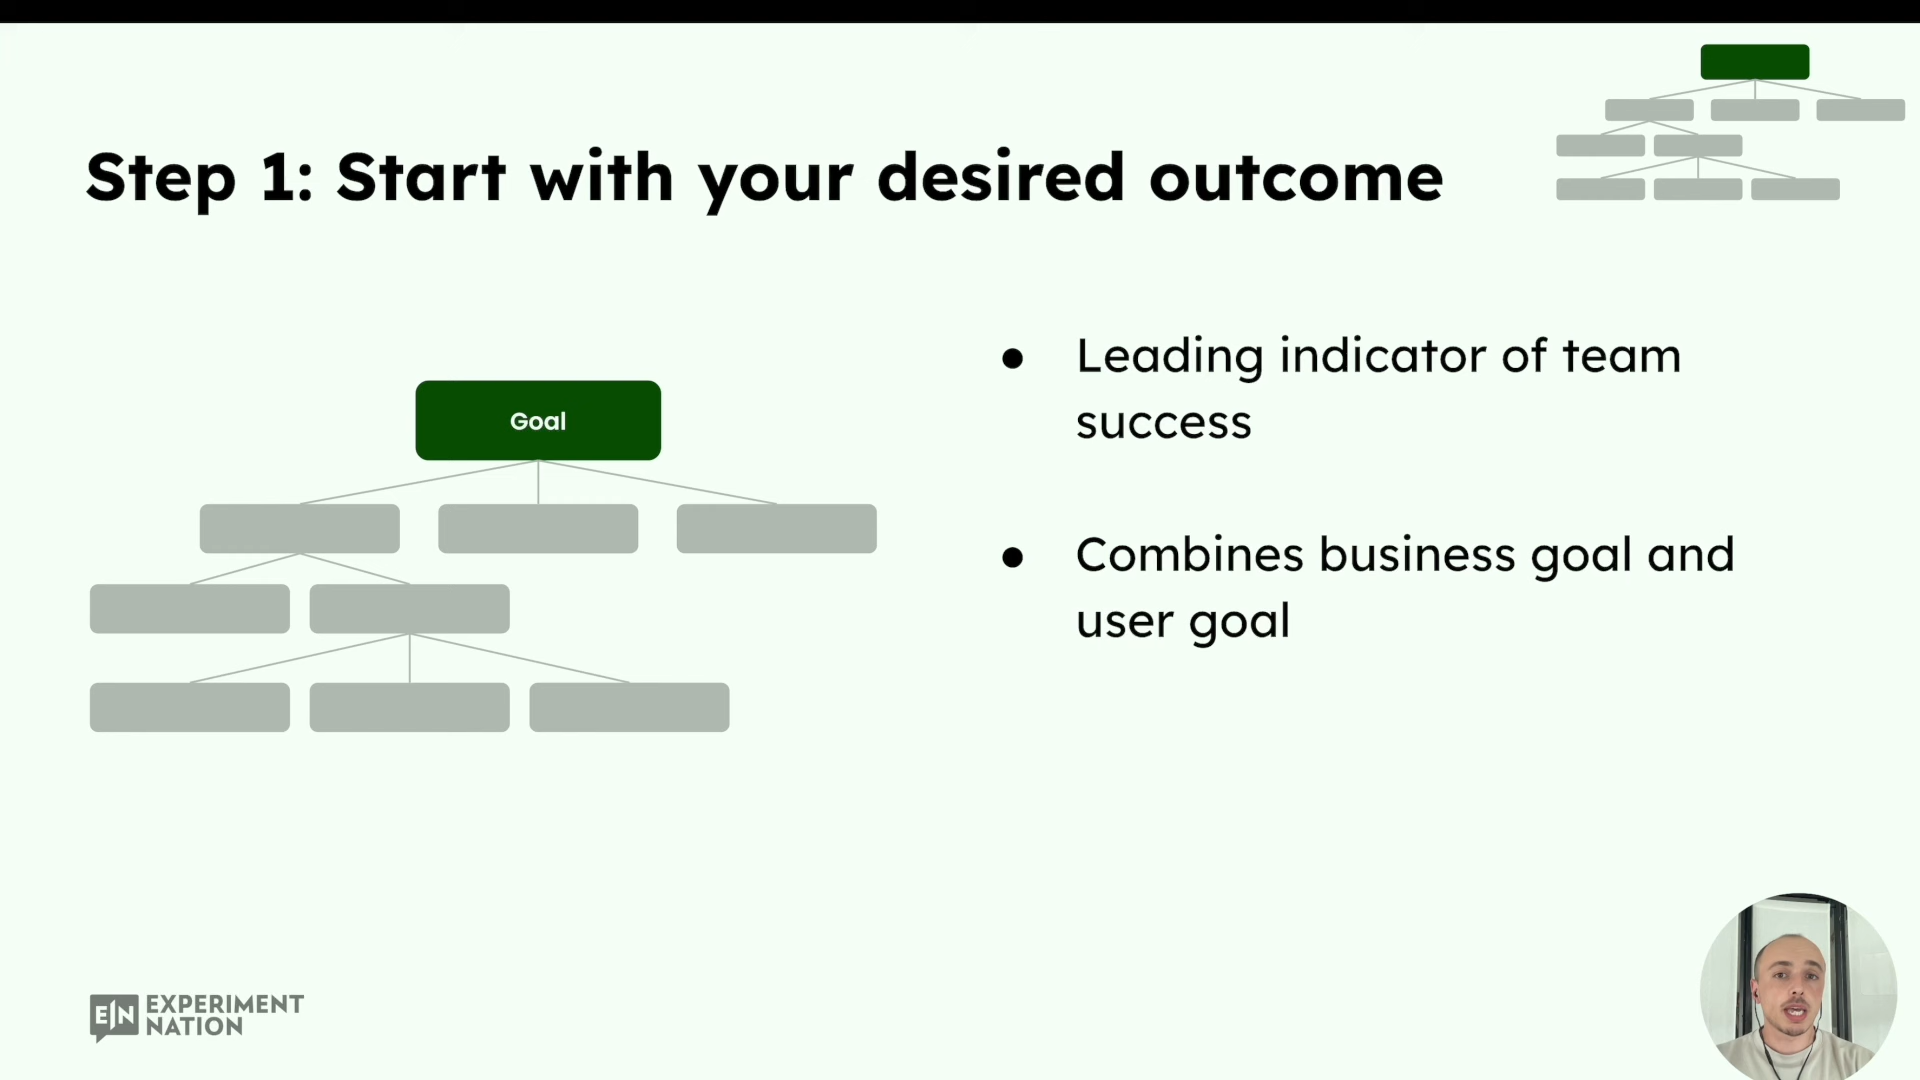 Step 1: Start with your desired outcome
Goal
● Leading indicator of team
success
● Combines business goal and
user goal
EN EXPERIMENT
NATION